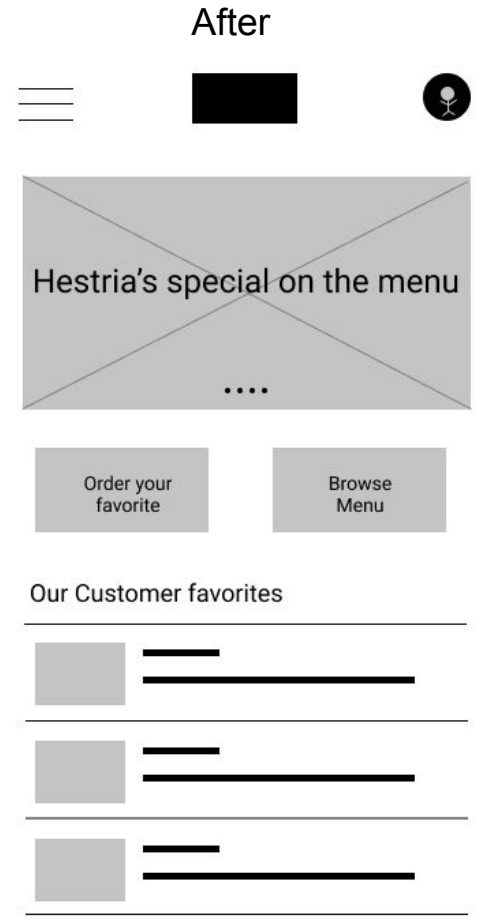 After
Hestria's special on the menu
Order your
favorite
Browse
Menu
Our Customer favorites